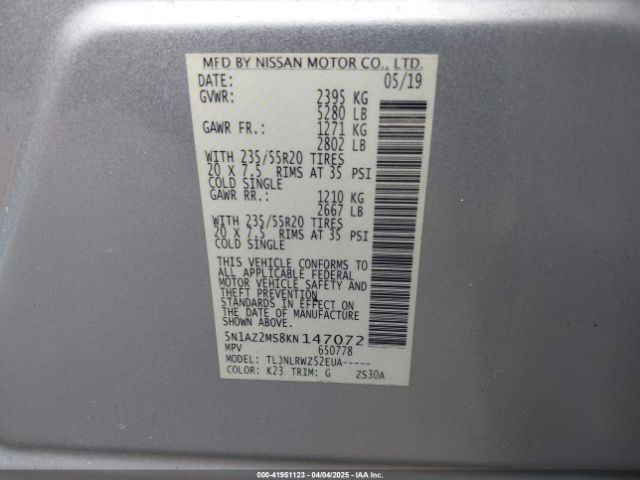 MFD BY NISSAN MOTOR CO., LTD.
DATE: 05/19
GVWR: 2395 KG
5280 LB
GAWR FR.: 1271 KG
2802 LB
WITH 235/55R20 TIRES
20 X 7.5 RIMS AT 35 PSI
COLD SINGLE
GAWR RR.: 1210 KG
2667 LB
WITH 235/55R20 TIRES
20 X 7.5 RIMS AT 35 PSI
COLD SINGLE
THIS VEHICLE CONFORMS TO
ALL APPLICABLE FEDERAL
MOTOR VEHICLE SAFETY AND
THEFT PREVENTION
STANDARDS IN EFFECT ON
THE DATE OF MANUFACTURE
SHOWN ABOVE.
5N1AZ2MS8KN147072
MPV 650778
MODEL: TLJNLRWZ52EUA-----
COLOR: K23 TRIM: G ZS30A
00-41951123 - 04/04/2025 - IAA Inc.